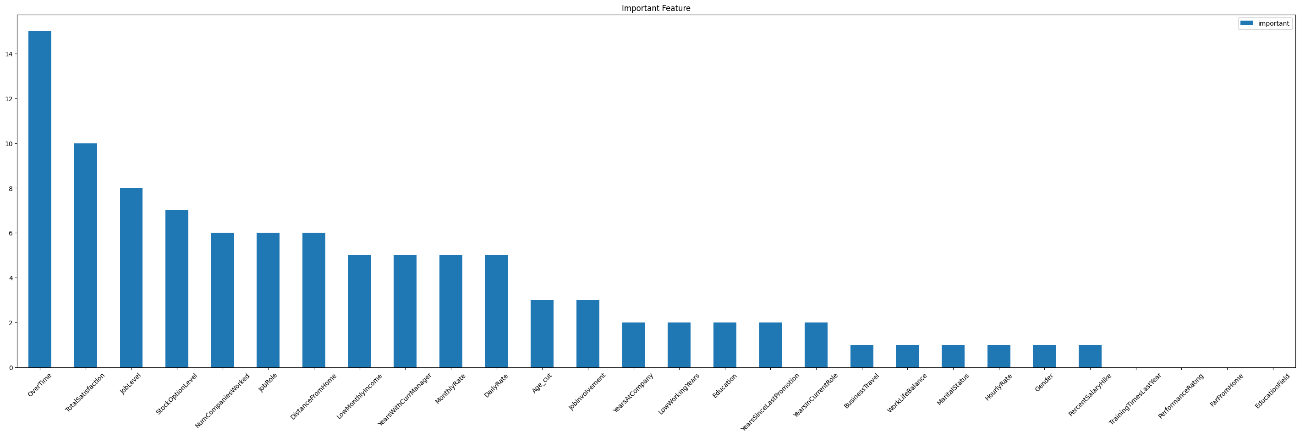 Important Feature
important
14
12
10
8
6
4
2
0
OverTime
TotalSatisfaction
JobLevel
StockOptionLevel
NumCompaniesWorked
JobRole
DistanceFromHome
LowMonthlyIncome
YearsWithCurrManager
MonthlyRate
DailyRate
Age_cut
JobInvolvement
YearsAtCompany
LowWorkingYears
Education
YearsSinceLastPromotion
YearsInCurrentRole
BusinessTravel
WorkLifeBalance
MaritalStatus
HourlyRate
Gender
PercentSalaryHike
TrainingTimesLastYear
PerformanceRating
FarFromHome
EducationField